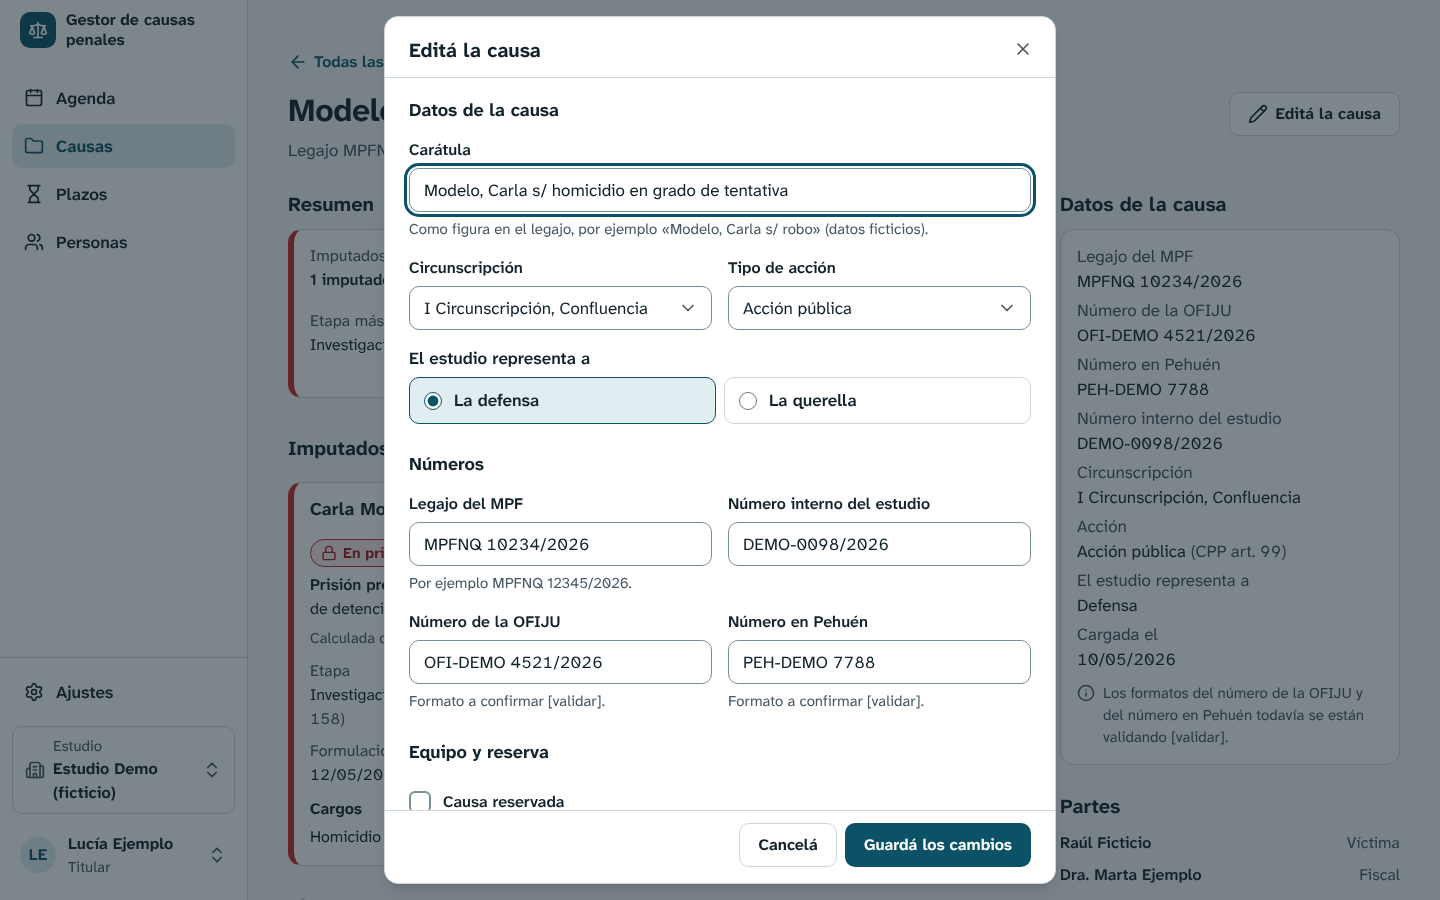 Gestor de causas
penales
Agenda
Causas
Plazos
Personas
Ajustes
Estudio
Estudio Demo
(ficticio)
LE
Lucía Ejemplo
Titular
Todas las
Legajo MPFN
Resumen
Imputados
Etapa más
Imputados
Carla Mo
En pri
Prisión pr
de detenci
Calculada
Etapa
Investigac
158)
Formulaci
12/05/20
Cargos
Homicidio
Editá la causa
Datos de la causa
Carátula
Modelo, Carla s/ homicidio en grado de tentativa
Como figura en el legajo, por ejemplo «Modelo, Carla s/ robo» (datos ficticios).
Circunscripción
Tipo de acción
I Circunscripción, Confluencia
Acción pública
El estudio representa a
La defensa
La querella
Números
Legajo del MPF
Número interno del estudio
MPFNQ 10234/2026
DEMO-0098/2026
Por ejemplo MPFNQ 12345/2026.
Número de la OFIJU
Número en Pehuén
OFI-DEMO 4521/2026
PEH-DEMO 7788
Formato a confirmar [validar].
Formato a confirmar [validar].
Equipo y reserva
Causa reservada
Cancelá
Guardá los cambios
Editá la causa
Datos de la causa
Legajo del MPF
MPFNQ 10234/2026
Número de la OFIJU
OFI-DEMO 4521/2026
Número en Pehuén
PEH-DEMO 7788
Número interno del estudio
DEMO-0098/2026
Circunscripción
I Circunscripción, Confluencia
Acción
Acción pública (CPP art. 99)
El estudio representa a
Defensa
Cargada el
10/05/2026
Los formatos del número de la OFIJU y
del número en Pehuén todavía se están
validando [validar].
Partes
Raúl Ficticio
Víctima
Dra. Marta Ejemplo
Fiscal